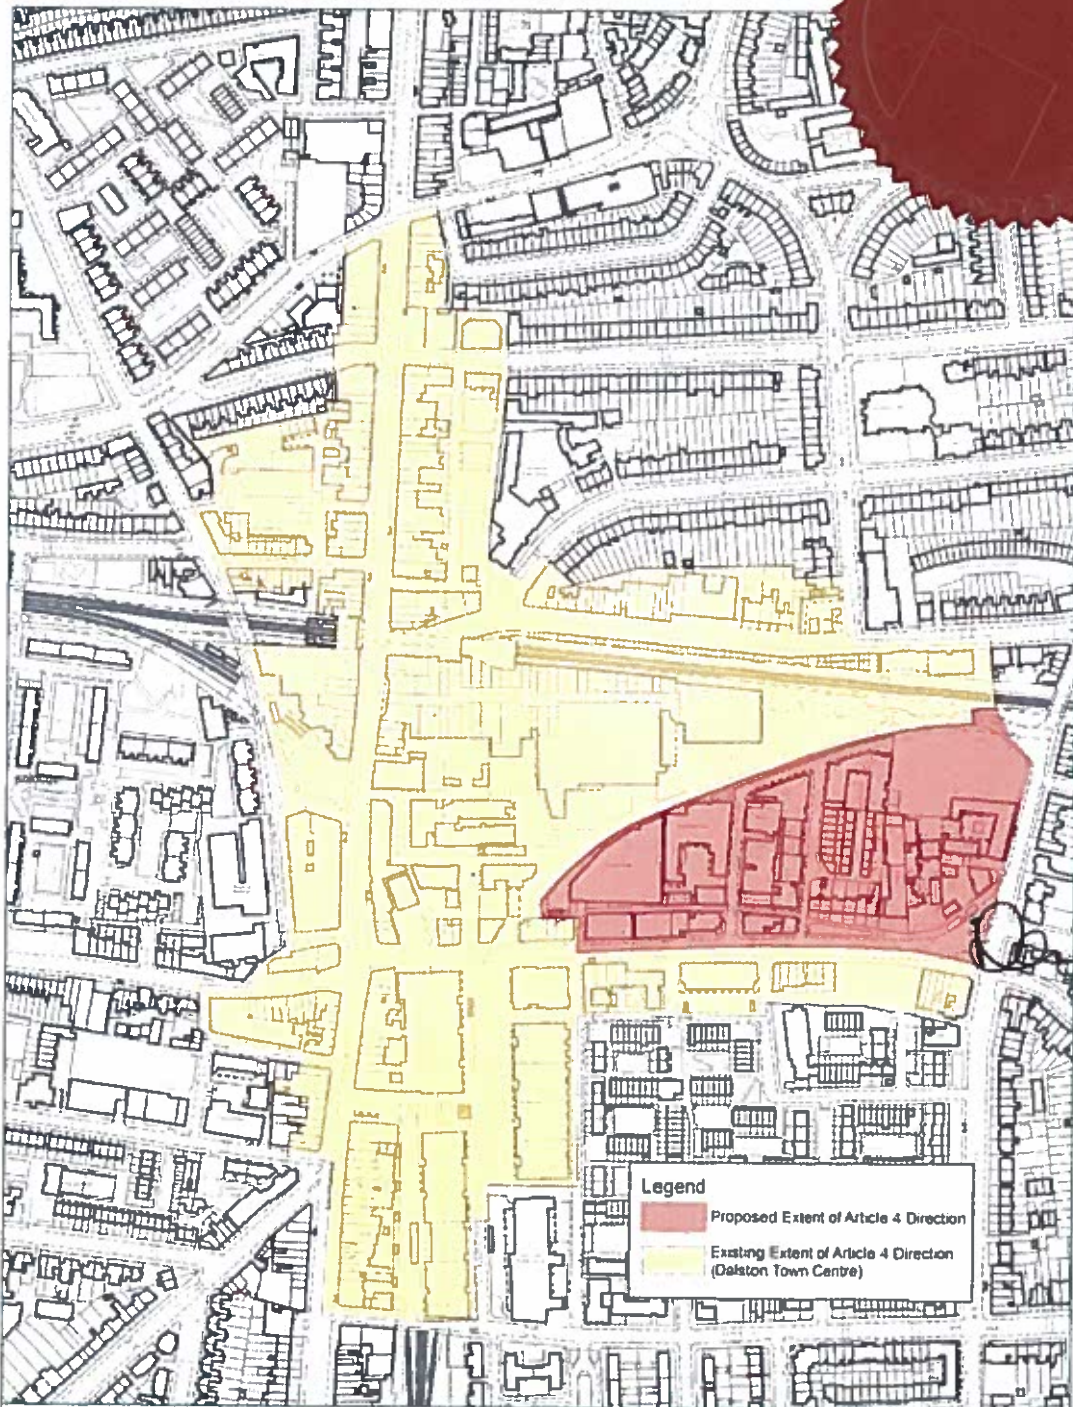 Legend
Proposed Extent of Article 4 Direction
Existing Extent of Article 4 Direction
(Dalston Town Centre)